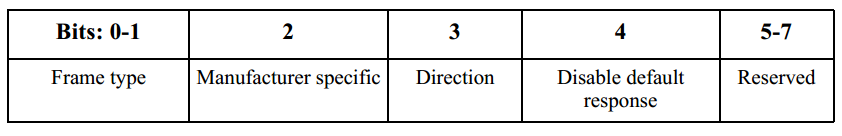 Bits: 0-1 2 3 4 5-7
Frame type Manufacturer specific Direction Disable default Reserved
response